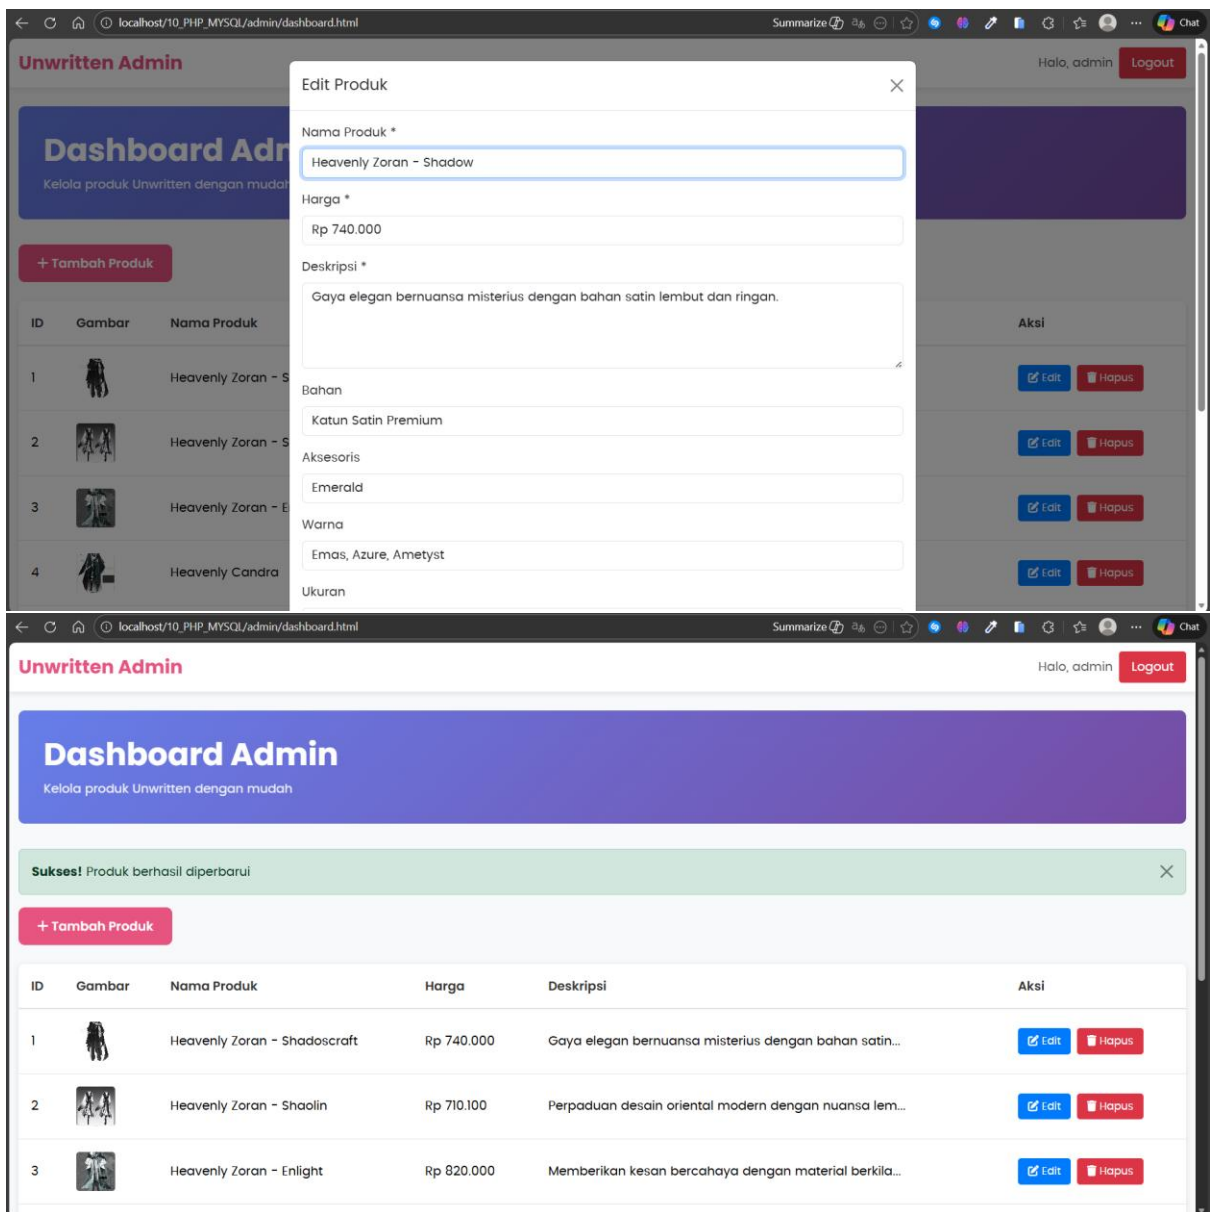 localhost/10_PHP_MYSQL/admin/dashboard.html Summarize Chat
Unwritten Admin
Halo, admin Logout
Edit Produk
Dashboard Adn
Kelola produk Unwritten dengan mudah
+ Tambah Produk
ID Gambar Nama Produk Aksi
1 Heavenly Zoran - S Edit Hapus
2 Heavenly Zoran - S Edit Hapus
3 Heavenly Zoran - E Edit Hapus
4 Heavenly Candra Edit Hapus
Nama Produk *
Heavenly Zoran - Shadow
Harga *
Rp 740.000
Deskripsi *
Gaya elegan bernuansa misterius dengan bahan satin lembut dan ringan.
Bahan
Katun Satin Premium
Aksesoris
Emerald
Warna
Emas, Azure, Ametyst
Ukuran
localhost/10_PHP_MYSQL/admin/dashboard.html Summarize Chat
Unwritten Admin
Halo, admin Logout
Dashboard Admin
Kelola produk Unwritten dengan mudah
Sukses! Produk berhasil diperbarui
+ Tambah Produk
ID Gambar Nama Produk Harga Deskripsi Aksi
1 Heavenly Zoran - Shadoscraft Rp 740.000 Gaya elegan bernuansa misterius dengan bahan satin... Edit Hapus
2 Heavenly Zoran - Shaolin Rp 710.100 Perpaduan desain oriental modern dengan nuansa lem... Edit Hapus
3 Heavenly Zoran - Enlight Rp 820.000 Memberikan kesan bercahaya dengan material berkila... Edit Hapus